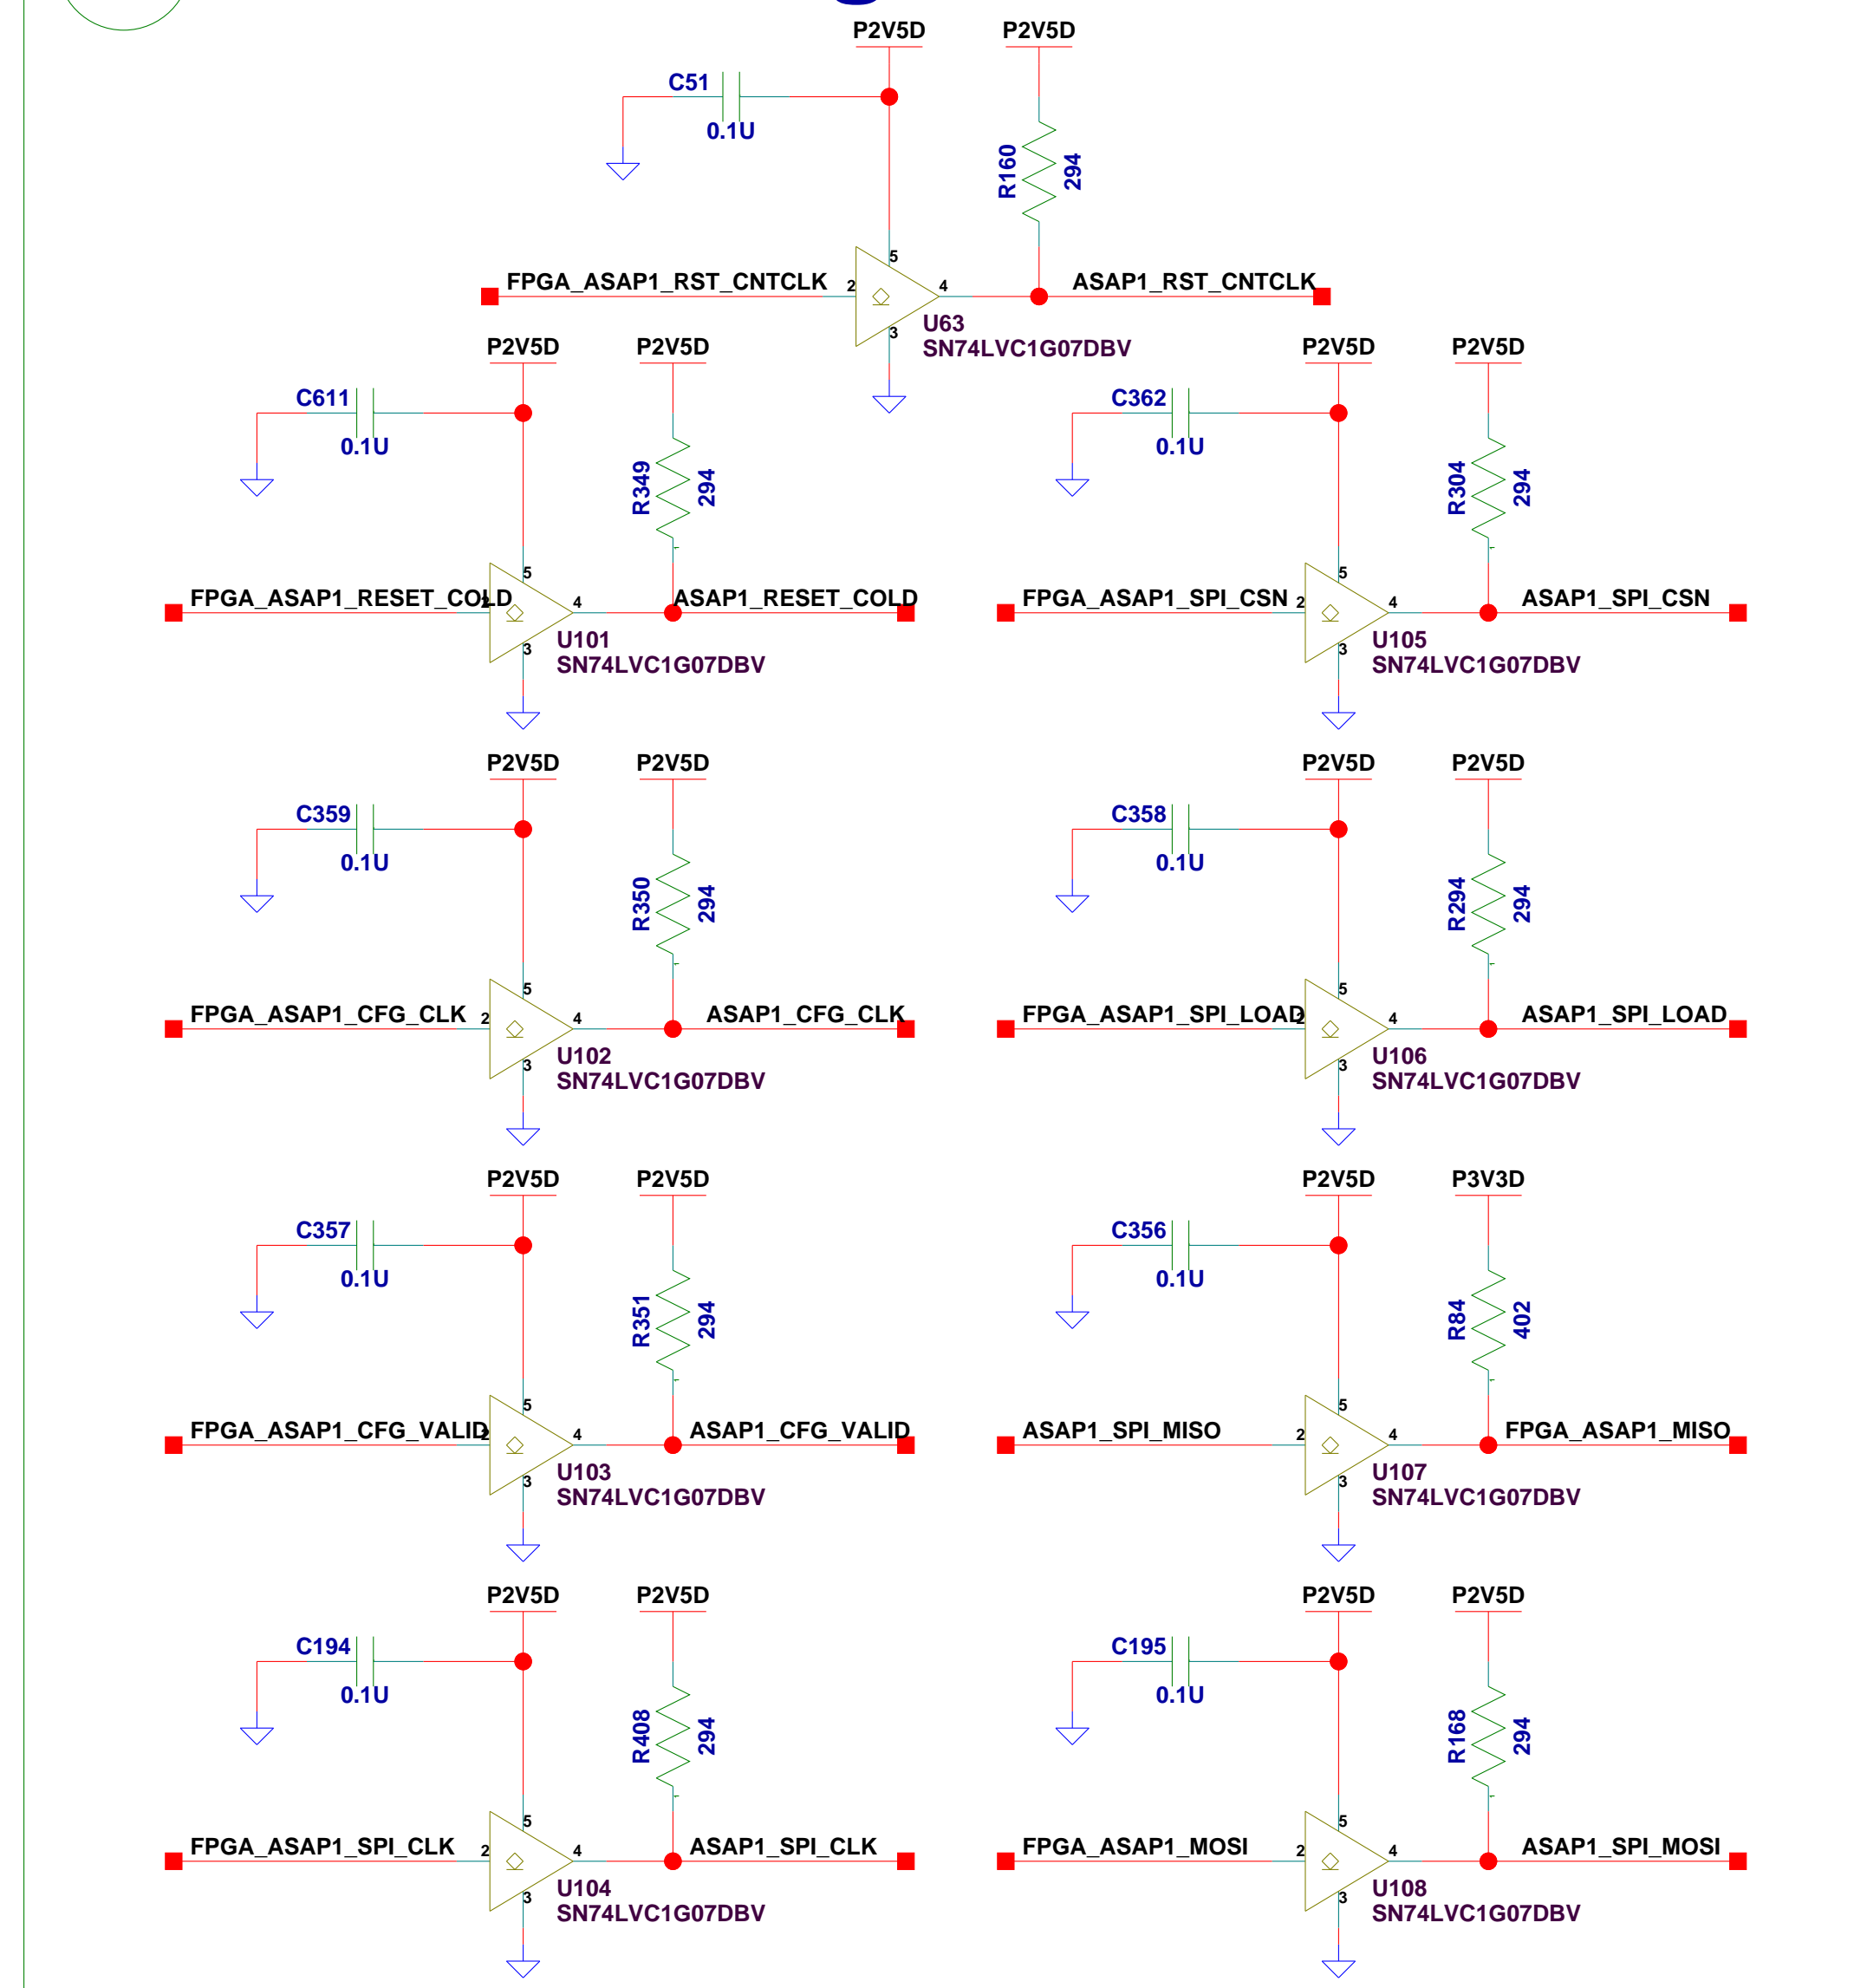 P2V5D
P2V5D
C51
0.1U
R160
294
5
FPGA_ASAP1_RST_CNTCLK
2
4
ASAP1_RST_CNTCLK
3
U63
SN74LVC1G07DBV
P2V5D
P2V5D
C611
0.1U
R349
294
5
FPGA_ASAP1_RESET_COLD
2
4
ASAP1_RESET_COLD
3
U101
SN74LVC1G07DBV
P2V5D
P2V5D
C362
0.1U
R304
294
5
FPGA_ASAP1_SPI_CSN
2
4
ASAP1_SPI_CSN
3
U105
SN74LVC1G07DBV
P2V5D
P2V5D
C359
0.1U
R350
294
5
FPGA_ASAP1_CFG_CLK
2
4
ASAP1_CFG_CLK
3
U102
SN74LVC1G07DBV
P2V5D
P2V5D
C358
0.1U
R294
294
5
FPGA_ASAP1_SPI_LOAD
2
4
ASAP1_SPI_LOAD
3
U106
SN74LVC1G07DBV
P2V5D
P2V5D
C357
0.1U
R351
294
5
FPGA_ASAP1_CFG_VALID
2
4
ASAP1_CFG_VALID
3
U103
SN74LVC1G07DBV
P2V5D
P3V3D
C356
0.1U
R84
402
5
ASAP1_SPI_MISO
2
4
FPGA_ASAP1_MISO
3
U107
SN74LVC1G07DBV
P2V5D
P2V5D
C194
0.1U
R408
294
5
FPGA_ASAP1_SPI_CLK
2
4
ASAP1_SPI_CLK
3
U104
SN74LVC1G07DBV
P2V5D
P2V5D
C195
0.1U
R168
294
5
FPGA_ASAP1_MOSI
2
4
ASAP1_SPI_MOSI
3
U108
SN74LVC1G07DBV